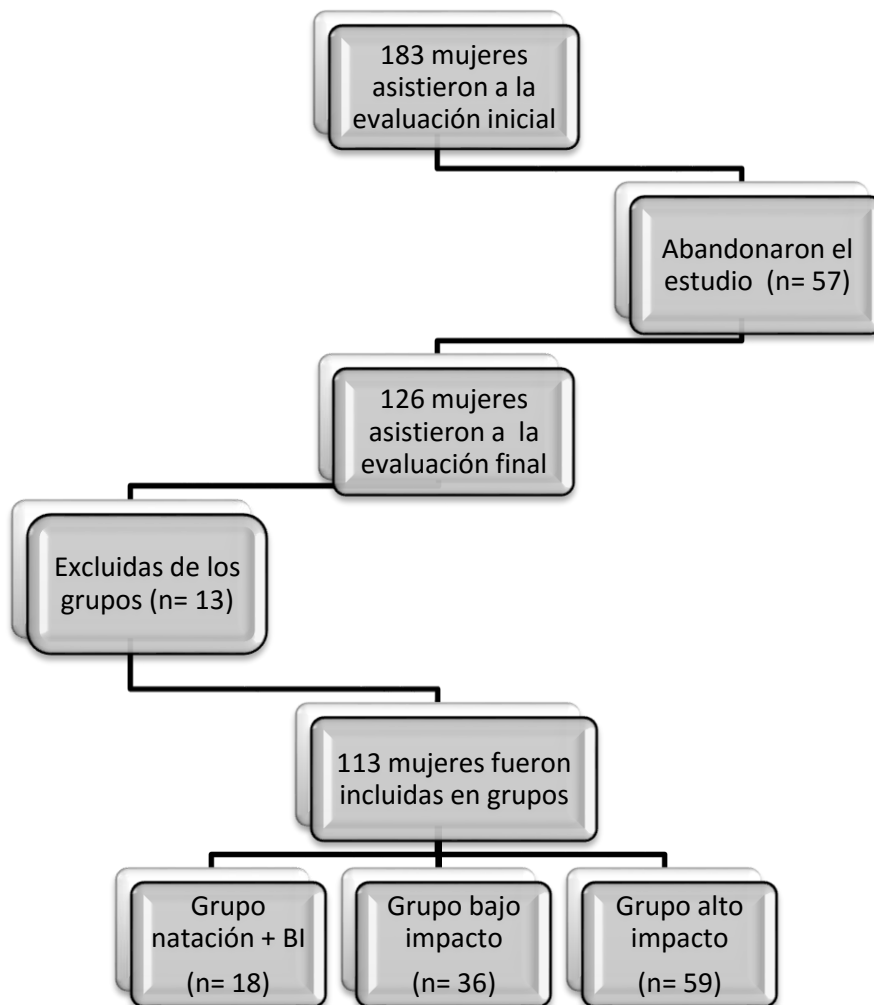 183 mujeres
asistieron a la
evaluación inicial
Abandonaron el
estudio (n= 57)
126 mujeres
asistieron a la
evaluación final
Excluidas de los
grupos (n= 13)
113 mujeres fueron
incluidas en grupos
Grupo
natación + BI
(n= 18)
Grupo bajo
impacto
(n= 36)
Grupo alto
impacto
(n= 59)